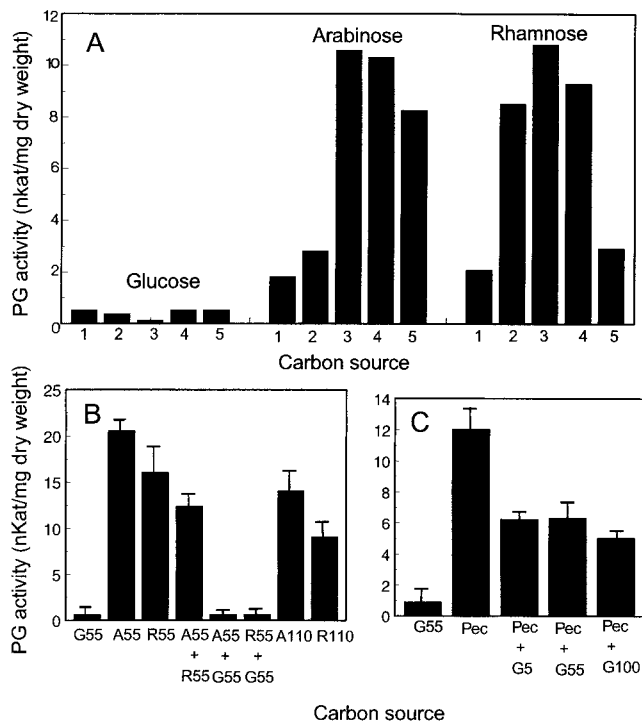 A
Arabinose
Rhamnose
Glucose
PG activity (nkat/mg dry weight)
12
10
8
6
4
2
0
1 2 3 4 5 1 2 3 4 5 1 2 3 4 5
Carbon source
B
PG activity (nKat/mg dry weight)
25
20
15
10
5
0
G55 A55 R55 A55 A55 R55 A110 R110
+ + +
R55 G55 G55
C
14
12
10
8
6
4
2
0
G55 Pec Pec Pec Pec
+ + +
G5 G55 G100
Carbon source